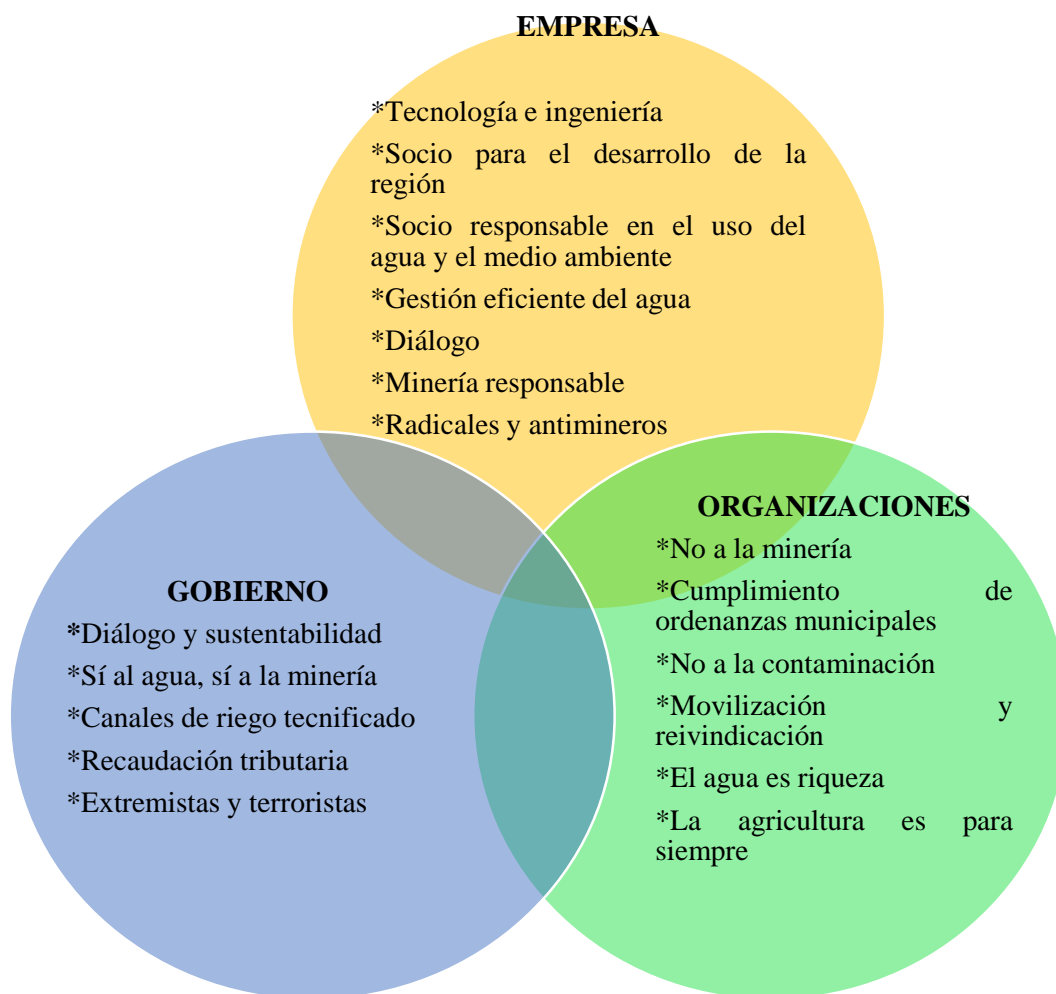 EMPRESA
*Tecnología e ingeniería
*Socio para el desarrollo de la
región
*Socio responsable en el uso del
agua y el medio ambiente
*Gestión eficiente del agua
*Diálogo
*Minería responsable
*Radicales y antimineros
GOBIERNO
*Diálogo y sustentabilidad
*Sí al agua, sí a la minería
*Canales de riego tecnificado
*Recaudación tributaria
*Extremistas y terroristas
ORGANIZACIONES
*No a la minería
*Cumplimiento de
ordenanzas municipales
*No a la contaminación
*Movilización y
reivindicación
*El agua es riqueza
*La agricultura es para
siempre